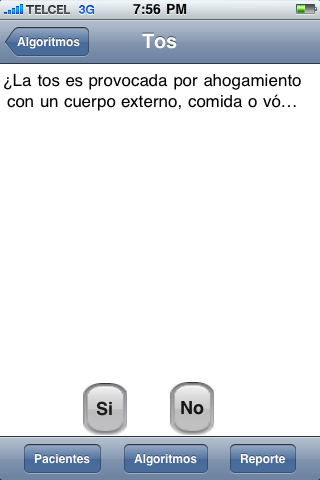 TELCEL 3G 7:56 PM
Algoritmos Tos
¿La tos es provocada por ahogamiento
con un cuerpo externo, comida o vó…
Si No
Pacientes Algoritmos Reporte